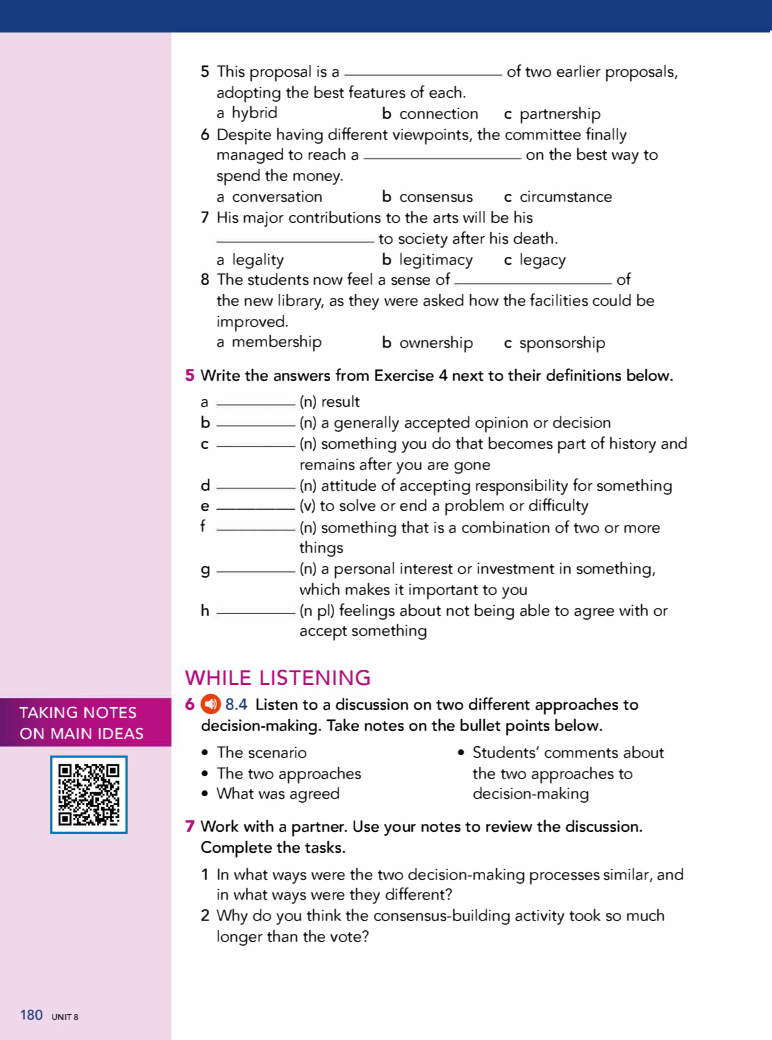 5 This proposal is a ____________________ of two earlier proposals,
adopting the best features of each.
a hybrid b connection c partnership
6 Despite having different viewpoints, the committee finally
managed to reach a ____________________ on the best way to
spend the money.
a conversation b consensus c circumstance
7 His major contributions to the arts will be his
____________________ to society after his death.
a legality b legitimacy c legacy
8 The students now feel a sense of ____________________ of
the new library, as they were asked how the facilities could be
improved.
a membership b ownership c sponsorship
5 Write the answers from Exercise 4 next to their definitions below.
a __________ (n) result
b __________ (n) a generally accepted opinion or decision
c __________ (n) something you do that becomes part of history and
remains after you are gone
d __________ (n) attitude of accepting responsibility for something
e __________ (v) to solve or end a problem or difficulty
f __________ (n) something that is a combination of two or more
things
g __________ (n) a personal interest or investment in something,
which makes it important to you
h __________ (n pl) feelings about not being able to agree with or
accept something
WHILE LISTENING
TAKING NOTES
ON MAIN IDEAS
6 8.4 Listen to a discussion on two different approaches to
decision-making. Take notes on the bullet points below.
• The scenario
• The two approaches
• What was agreed
• Students' comments about
the two approaches to
decision-making
7 Work with a partner. Use your notes to review the discussion.
Complete the tasks.
1 In what ways were the two decision-making processes similar, and
in what ways were they different?
2 Why do you think the consensus-building activity took so much
longer than the vote?
180 UNIT 8